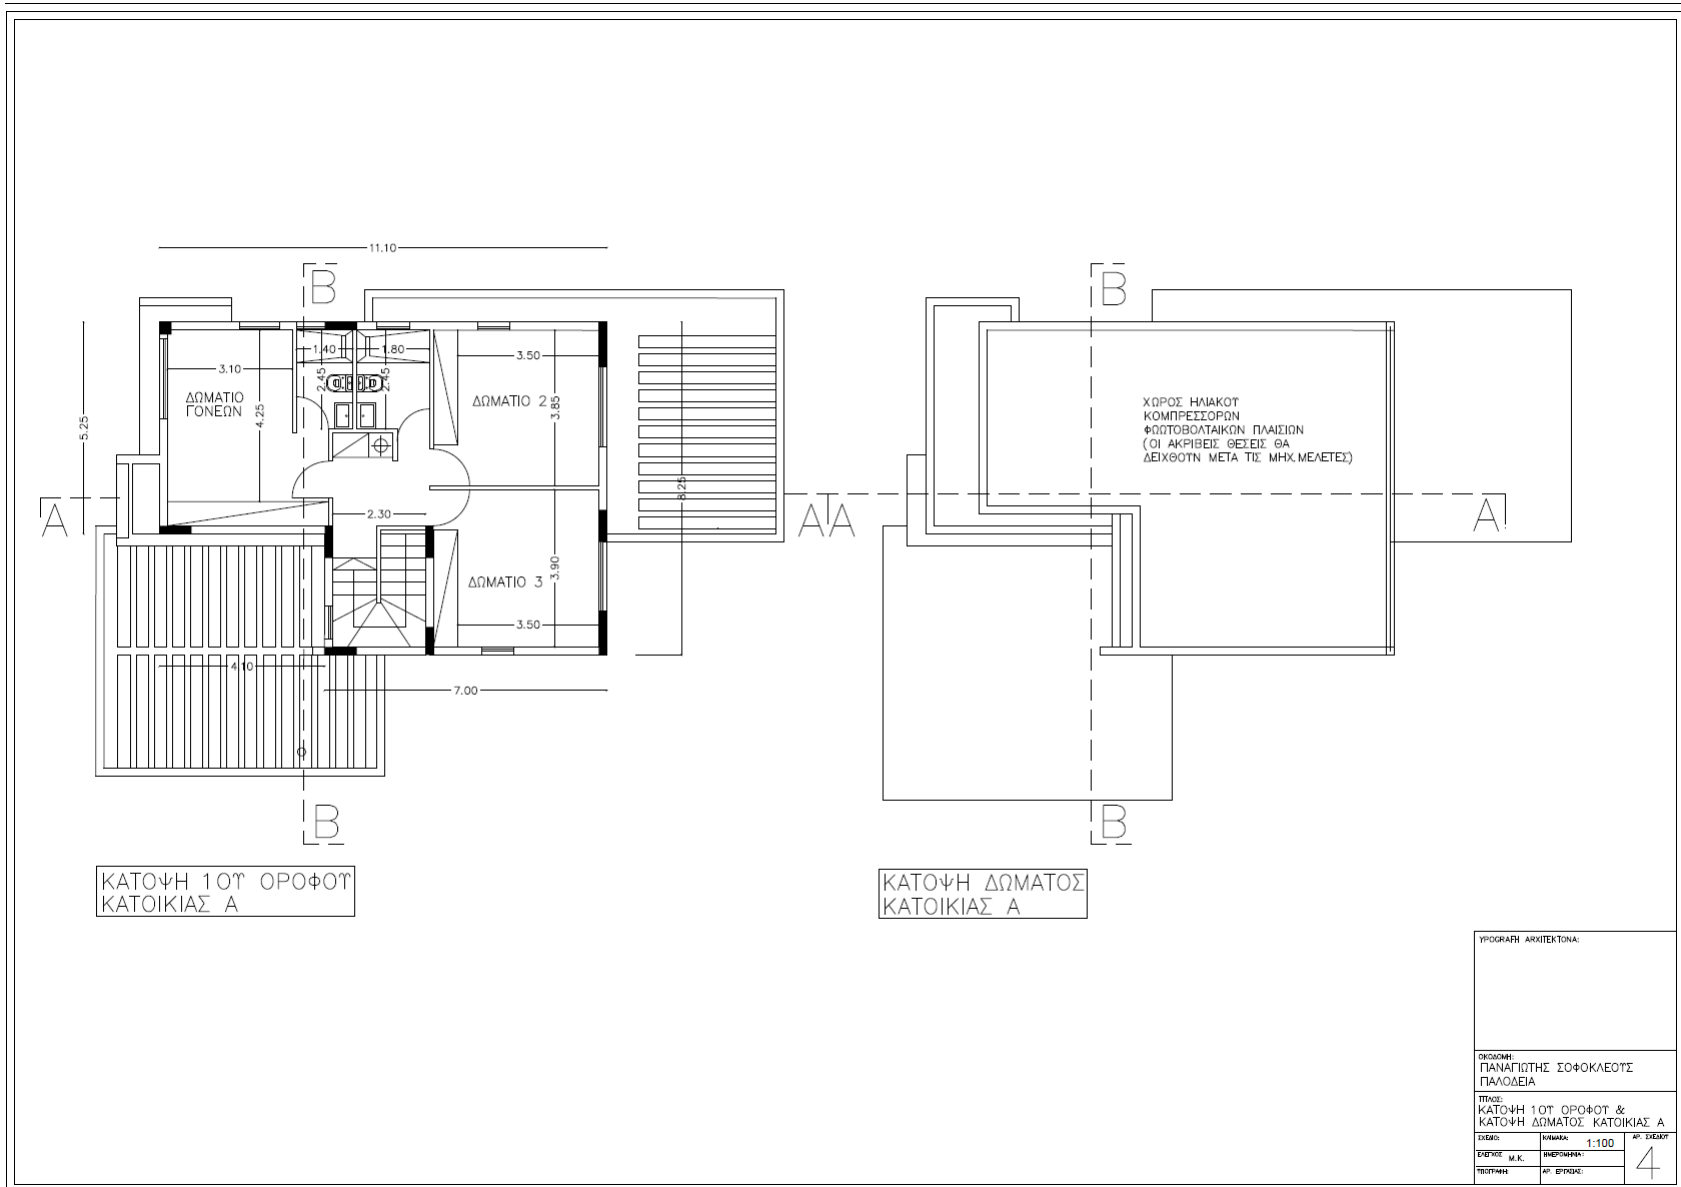 11.10
B
1.40
1.80
3.50
3.10
2.45
2.45
ΔΩΜΑΤΙΟ
ΓΟΝΕΩΝ
4.25
ΔΩΜΑΤΙΟ 2
3.85
5.25
8.25
A
A
2.30
ΔΩΜΑΤΙΟ 3
3.90
3.50
4.10
7.00
B
ΚΑΤΟΨΗ 1ΟΥ ΟΡΟΦΟΥ
ΚΑΤΟΙΚΙΑΣ Α
B
ΧΩΡΟΣ ΗΛΙΑΚΟΥ
ΚΟΜΠΡΕΣΣΟΡΩΝ
ΦΩΤΟΒΟΛΤΑΙΚΩΝ ΠΛΑΙΣΙΩΝ
(ΟΙ ΑΚΡΙΒΕΙΣ ΘΕΣΕΙΣ ΘΑ
ΔΕΙΧΘΟΥΝ ΜΕΤΑ ΤΙΣ ΜΗΧ.ΜΕΛΕΤΕΣ)
A
A
B
ΚΑΤΟΨΗ ΔΩΜΑΤΟΣ
ΚΑΤΟΙΚΙΑΣ Α
YPOGRAFH ARXITEKTONA:
ΟΙΚΟΔΟΜΗ:
ΠΑΝΑΓΙΩΤΗΣ ΣΟΦΟΚΛΕΟΥΣ
ΠΑΛΟΔΕΙΑ
ΤΙΤΛΟΣ:
ΚΑΤΟΨΗ 1ΟΥ ΟΡΟΦΟΥ &
ΚΑΤΟΨΗ ΔΩΜΑΤΟΣ ΚΑΤΟΙΚΙΑΣ Α
ΣΧΕΔΙΟ:
ΚΛΙΜΑΚΑ: 1:100
ΑΡ. ΣΧΕΔΙΟΥ
ΕΛΕΓΧΟΣ M.K.
ΗΜΕΡΟΜΗΝΙΑ:
4
ΤΠΟΓΡΑΦΗ:
ΑΡ. ΕΡΓΑΣΙΑΣ: